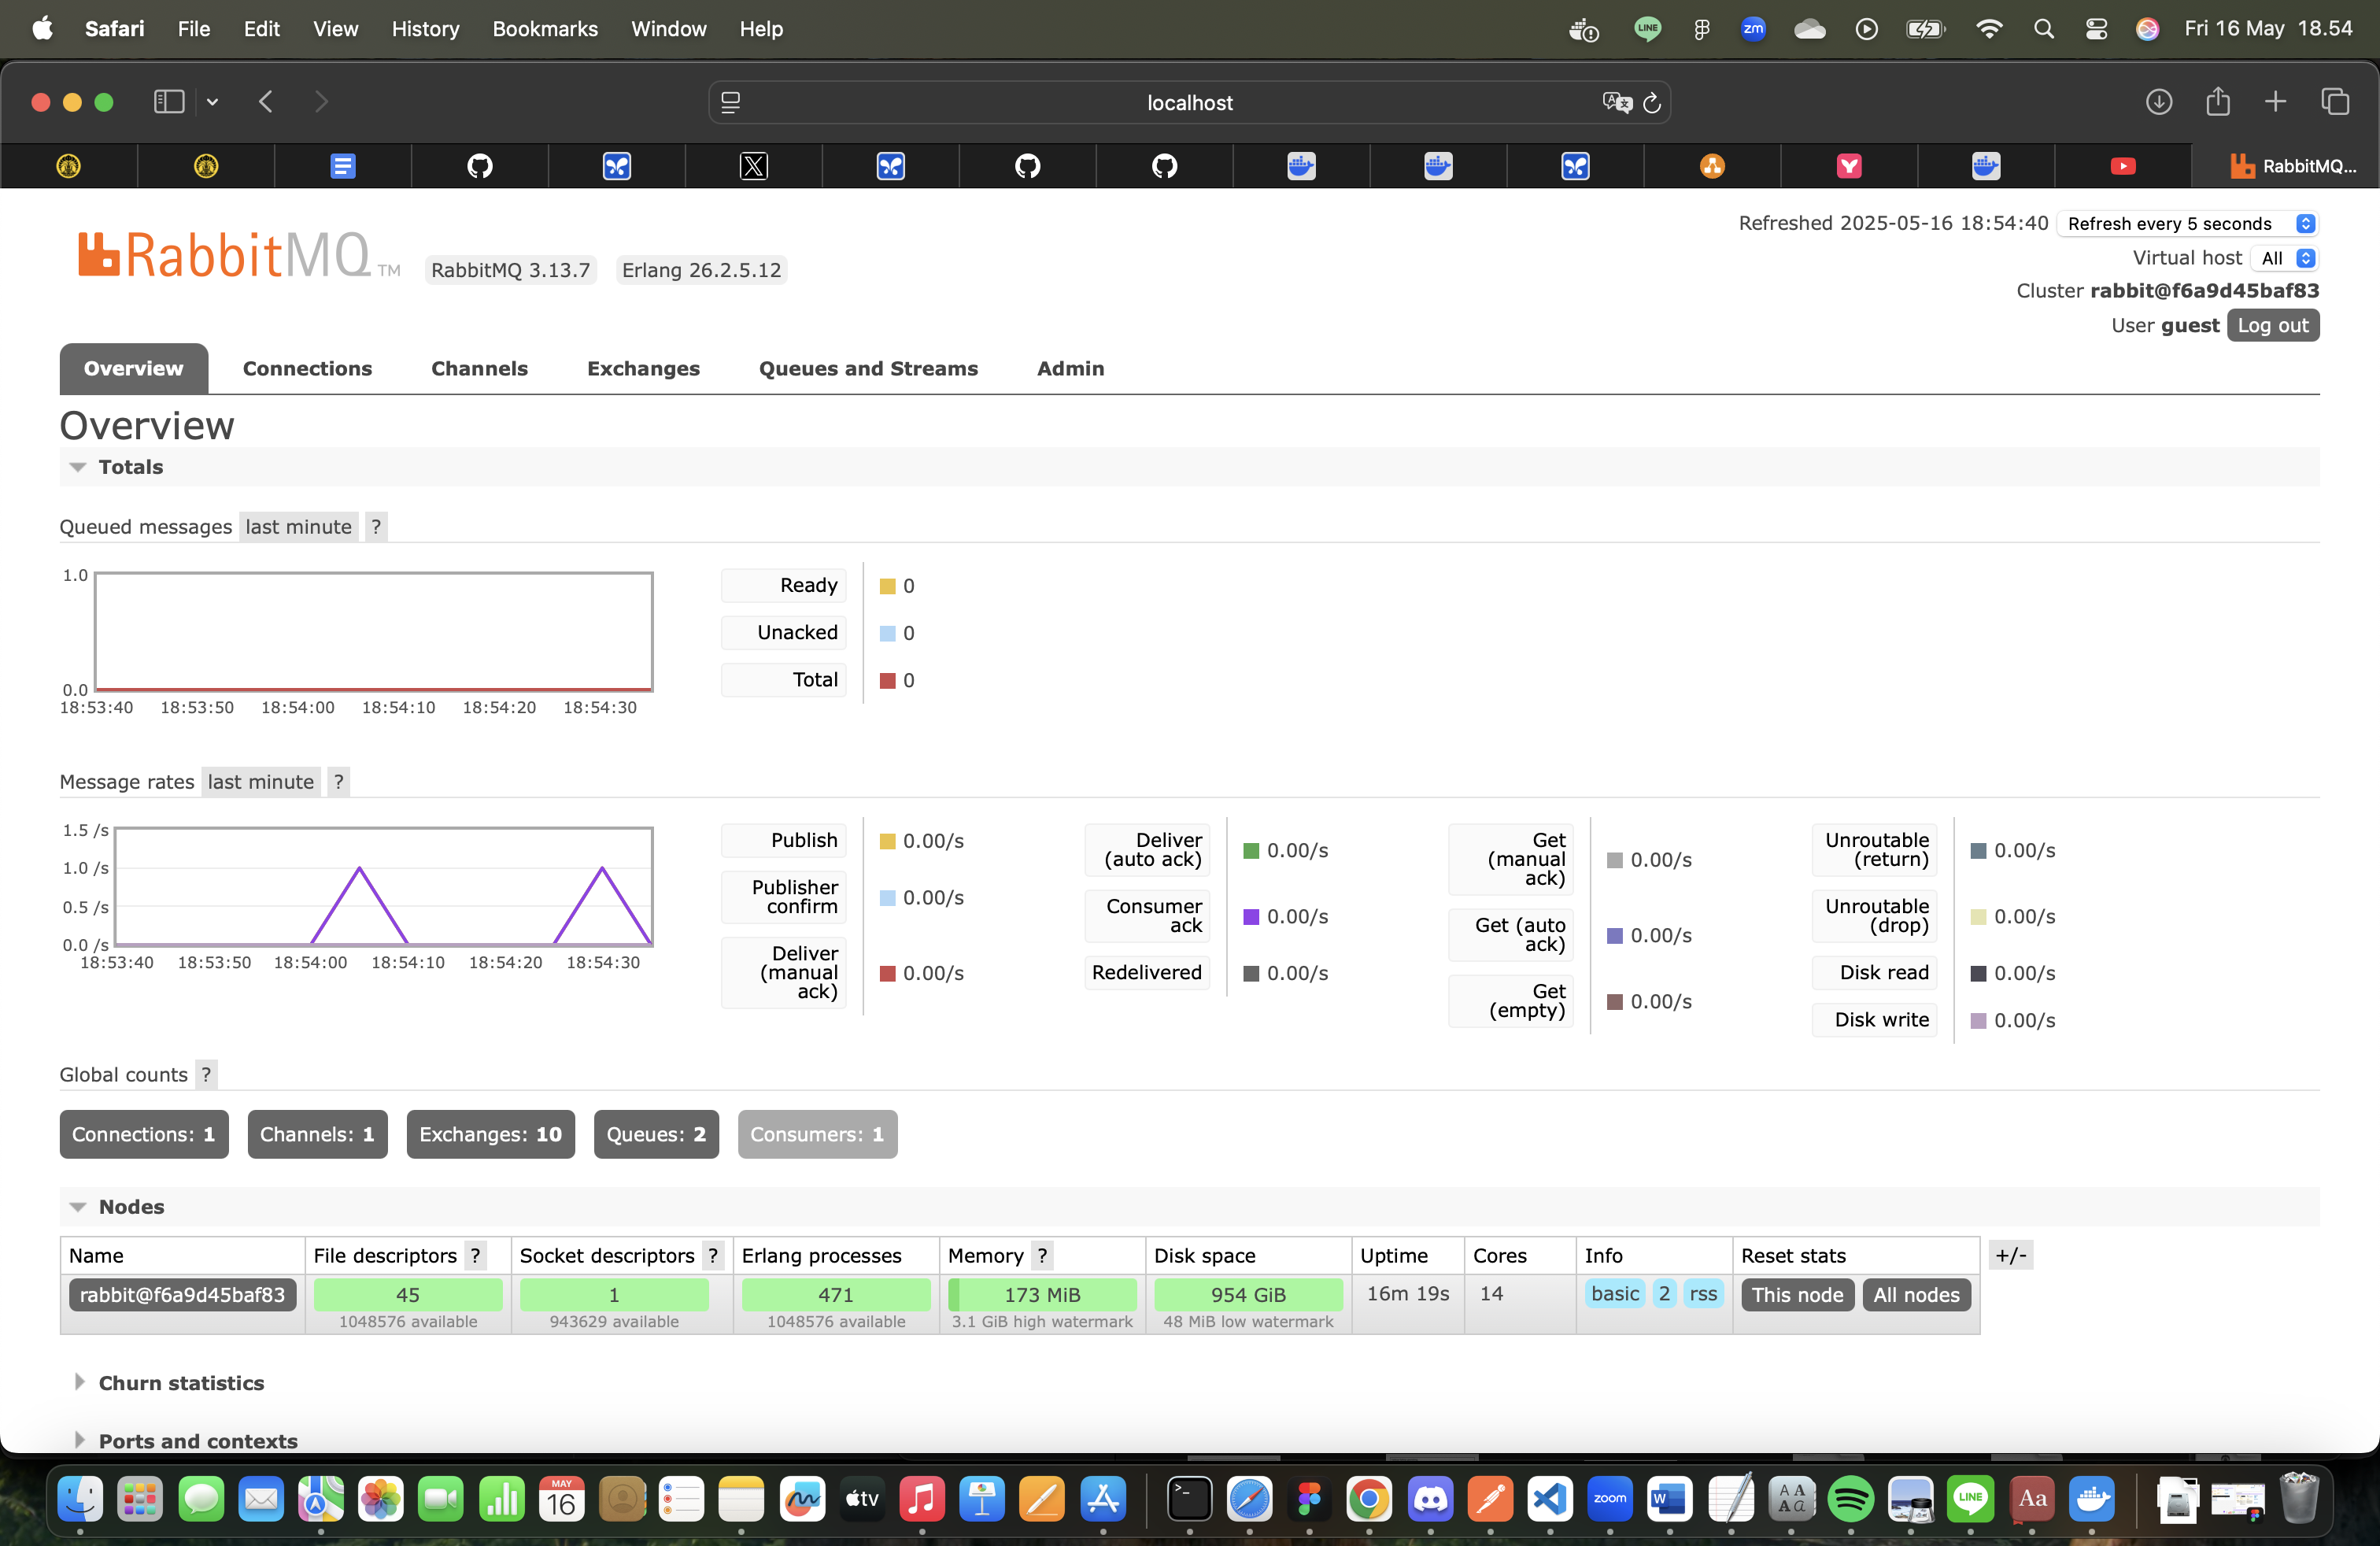 Safari File Edit View History Bookmarks Window Help LINE zm Fri 16 May 18.54
localhost
RabbitMQ...
RabbitMQ TM RabbitMQ 3.13.7 Erlang 26.2.5.12
Refreshed 2025-05-16 18:54:40 Refresh every 5 seconds
Virtual host All
Cluster rabbit@f6a9d45baf83
User guest Log out
Overview Connections Channels Exchanges Queues and Streams Admin
Overview
Totals
Queued messages last minute ?
1.0
0.0
18:53:40 18:53:50 18:54:00 18:54:10 18:54:20 18:54:30
Ready 0
Unacked 0
Total 0
Message rates last minute ?
1.5 /s
1.0 /s
0.5 /s
0.0 /s
18:53:40 18:53:50 18:54:00 18:54:10 18:54:20 18:54:30
Publish 0.00/s
Publisher confirm 0.00/s
Deliver (manual ack) 0.00/s
Deliver (auto ack) 0.00/s
Consumer ack 0.00/s
Redelivered 0.00/s
Get (manual ack) 0.00/s
Get (auto ack) 0.00/s
Get (empty) 0.00/s
Unroutable (return) 0.00/s
Unroutable (drop) 0.00/s
Disk read 0.00/s
Disk write 0.00/s
Global counts ?
Connections: 1 Channels: 1 Exchanges: 10 Queues: 2 Consumers: 1
Nodes
Name File descriptors ? Socket descriptors ? Erlang processes Memory ? Disk space Uptime Cores Info Reset stats +/-
rabbit@f6a9d45baf83 45 1 471 173 MiB 954 GiB 16m 19s 14 basic 2 rss This node All nodes
1048576 available 943629 available 1048576 available 3.1 GiB high watermark 48 MiB low watermark
Churn statistics
Ports and contexts
MAY
16
tv
zoom
W
LINE
Aa